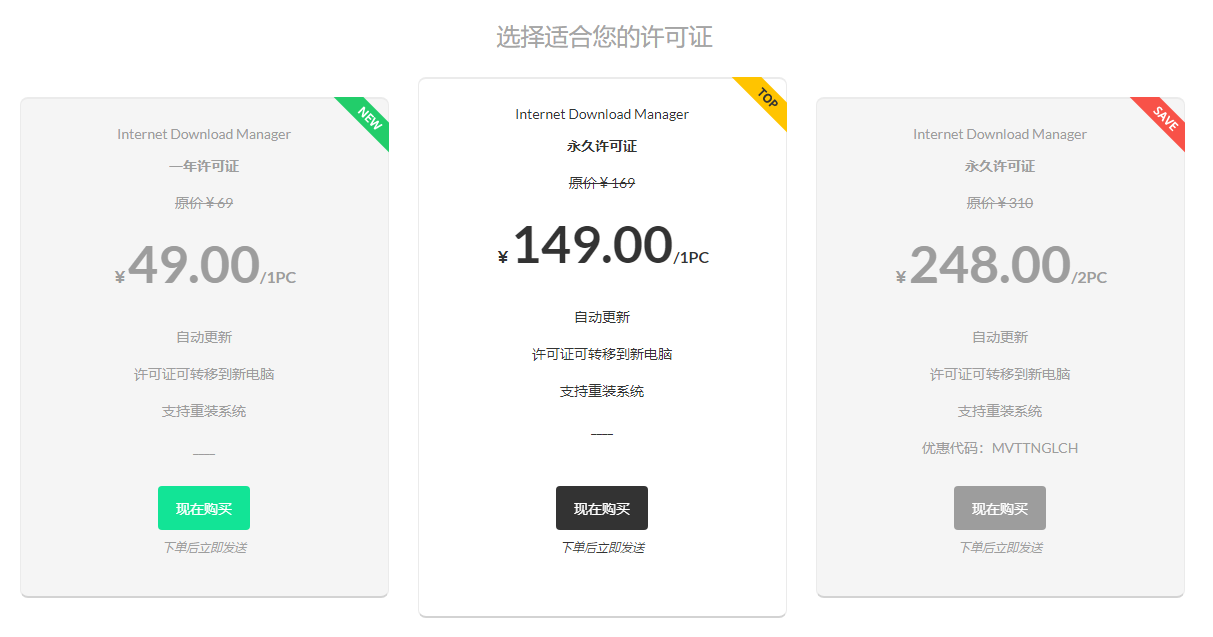 选择适合您的许可证
NEW
Internet Download Manager
一年许可证
原价￥69
￥49.00/1PC
自动更新
许可证可转移到新电脑
支持重装系统
___
现在购买
下单后立即发送
TOP
Internet Download Manager
永久许可证
原价￥169
￥149.00/1PC
自动更新
许可证可转移到新电脑
支持重装系统
___
现在购买
下单后立即发送
SAVE
Internet Download Manager
永久许可证
原价￥310
￥248.00/2PC
自动更新
许可证可转移到新电脑
支持重装系统
优惠代码：MVTTNGLCH
现在购买
下单后立即发送